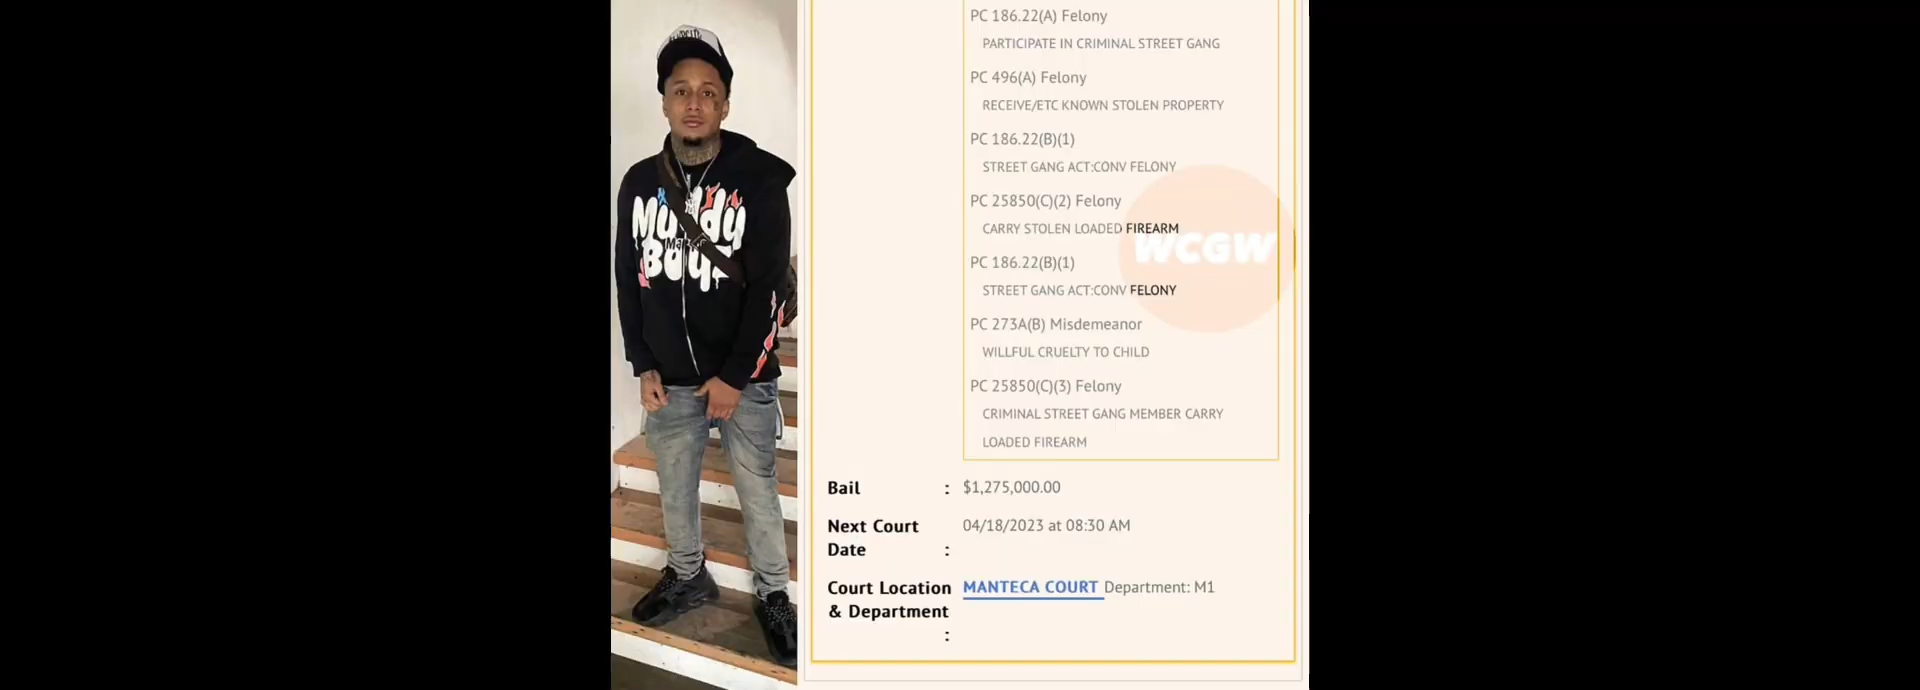 Muddy
Boyz
PC 186.22(A) Felony
PARTICIPATE IN CRIMINAL STREET GANG
PC 496(A) Felony
RECEIVE/ETC KNOWN STOLEN PROPERTY
PC 186.22(B)(1)
STREET GANG ACT:CONV FELONY
PC 25850(C)(2) Felony
CARRY STOLEN LOADED FIREARM
WCGW
PC 186.22(B)(1)
STREET GANG ACT:CONV FELONY
PC 273A(B) Misdemeanor
WILLFUL CRUELTY TO CHILD
PC 25850(C)(3) Felony
CRIMINAL STREET GANG MEMBER CARRY
LOADED FIREARM
Bail : $1,275,000.00
Next Court 04/18/2023 at 08:30 AM
Date :
Court Location MANTECA COURT Department: M1
& Department
: